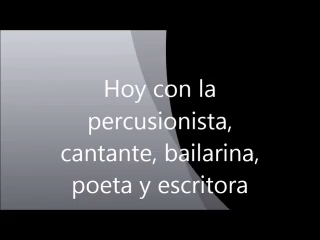 Hoy con la
percusionista,
cantante, bailarina,
poeta y escritora